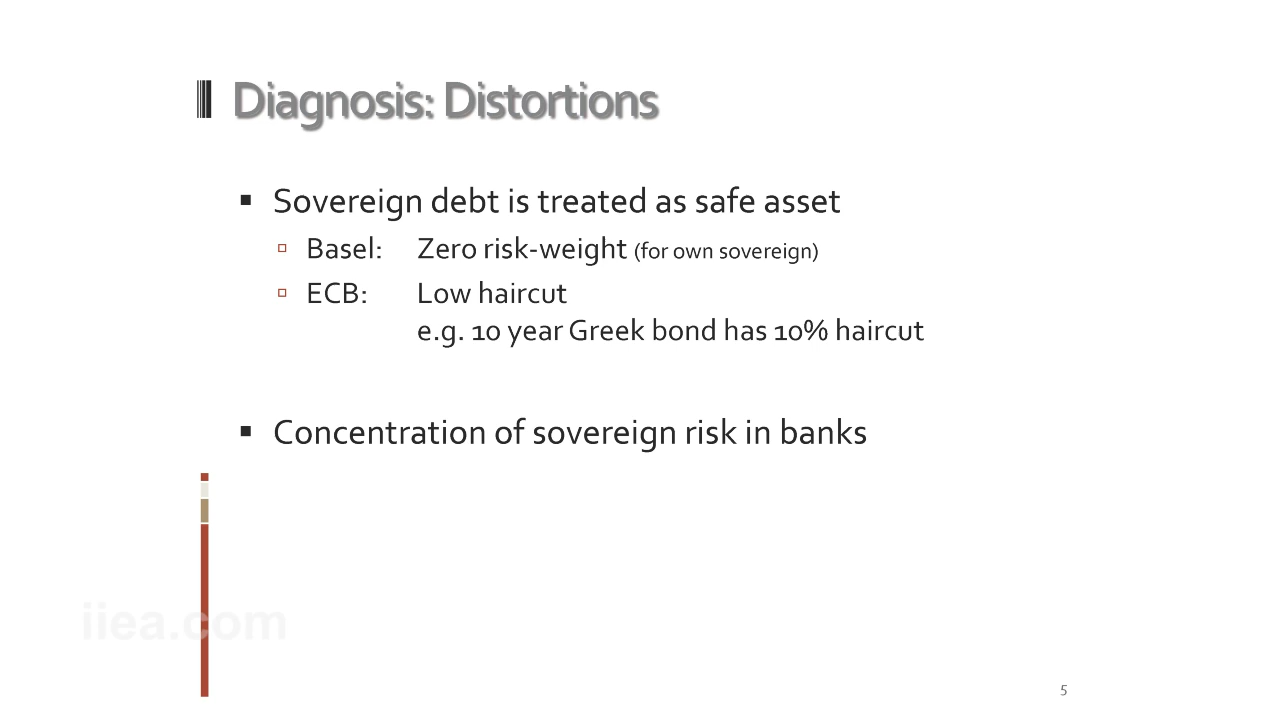 Diagnosis: Distortions
Sovereign debt is treated as safe asset
Basel: Zero risk-weight (for own sovereign)
ECB: Low haircut
e.g. 10 year Greek bond has 10% haircut
Concentration of sovereign risk in banks
iiea.com
5